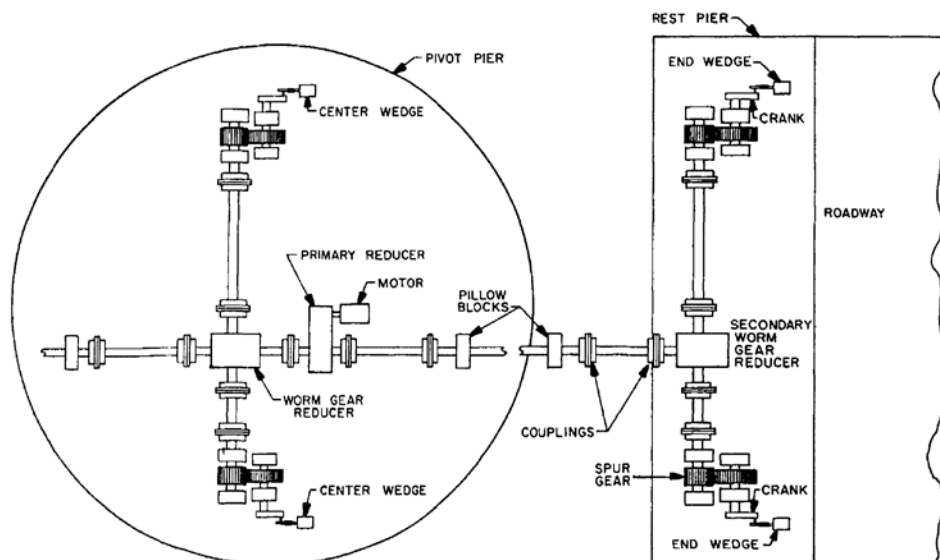 REST PIER
PIVOT PIER
END WEDGE
CENTER WEDGE
CRANK
ROADWAY
PRIMARY REDUCER
MOTOR
PILLOW
BLOCKS
SECONDARY
WORM
GEAR
REDUCER
WORM GEAR
REDUCER
COUPLINGS
SPUR
GEAR
CENTER WEDGE
CRANK
END WEDGE